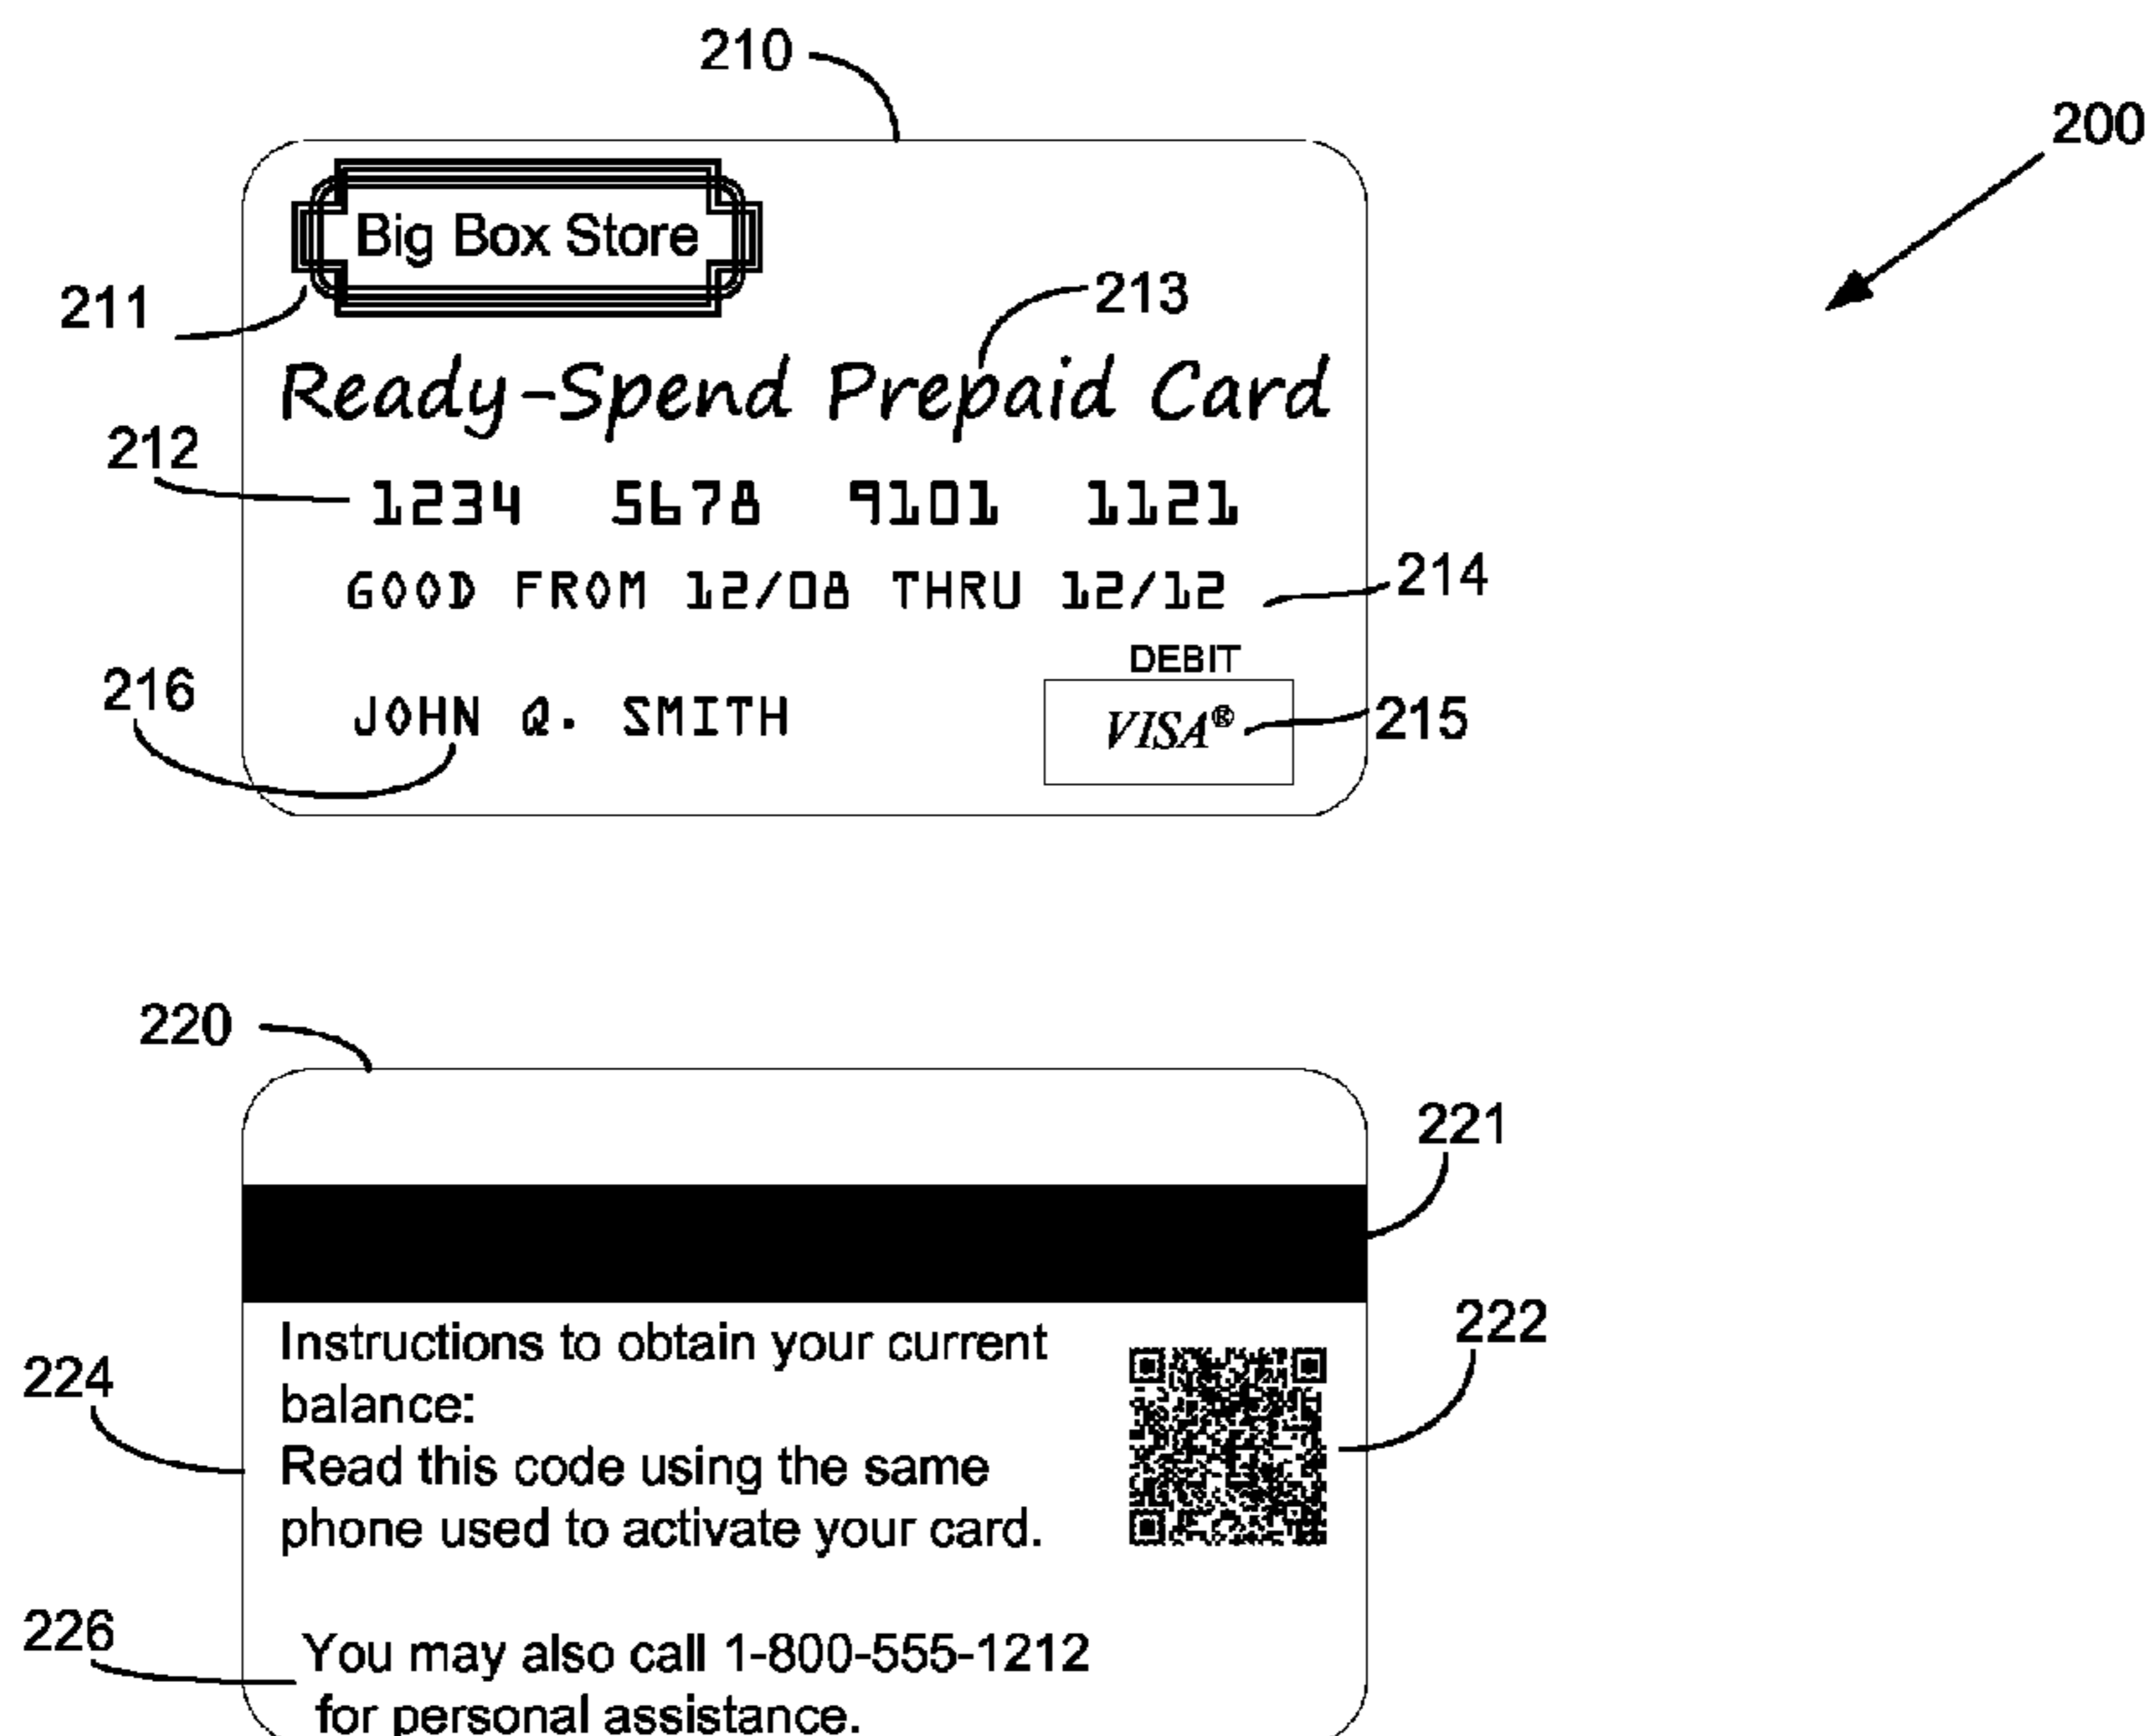 210
200
Big Box Store
211
213
Ready-Spend Prepaid Card
212
1234 5678 9101 1121
GOOD FROM 12/08 THRU 12/12
214
DEBIT
216
JOHN Q. SMITH
VISA®
215
220
221
222
Instructions to obtain your current
224
balance:
Read this code using the same
phone used to activate your card.
226
You may also call 1-800-555-1212
for personal assistance.